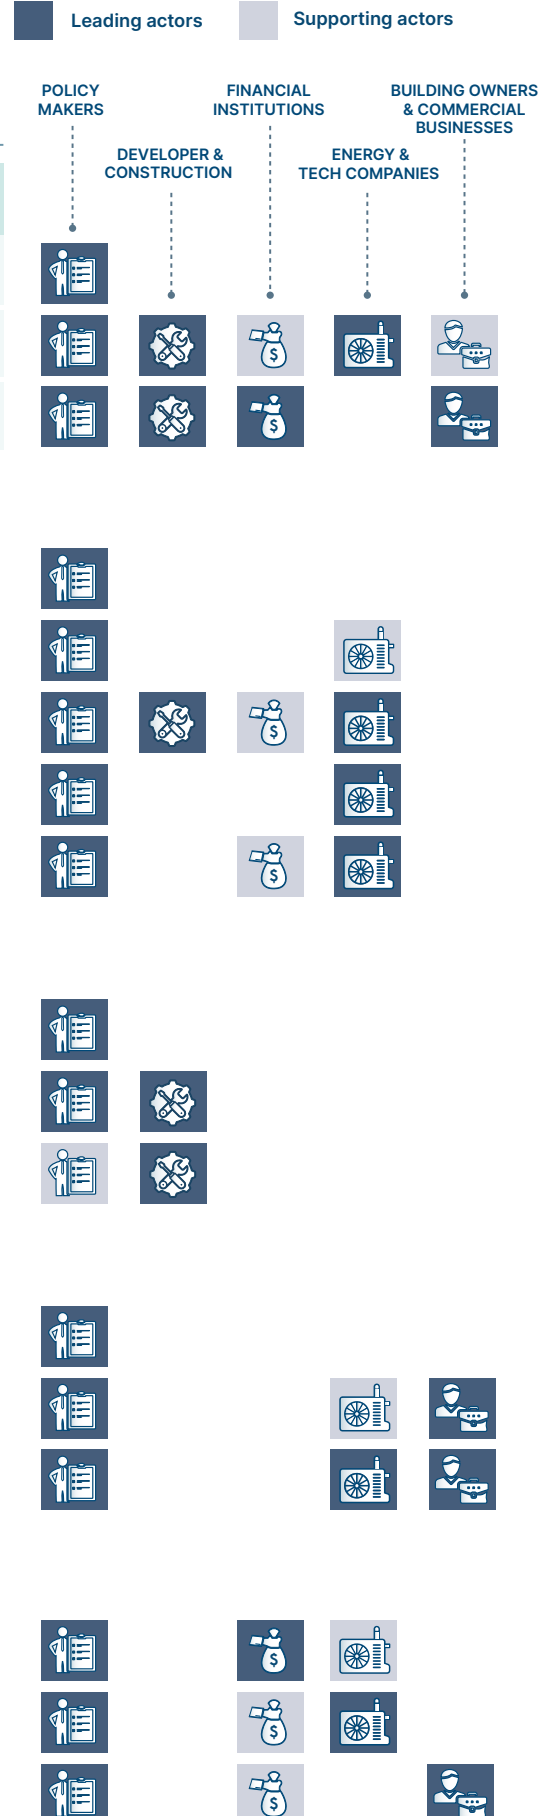 Leading actors
Supporting actors
POLICY
MAKERS
FINANCIAL
INSTITUTIONS
BUILDING OWNERS
& COMMERCIAL
BUSINESSES
DEVELOPER &
CONSTRUCTION
ENERGY &
TECH COMPANIES
$
$
$
$
$
$
$